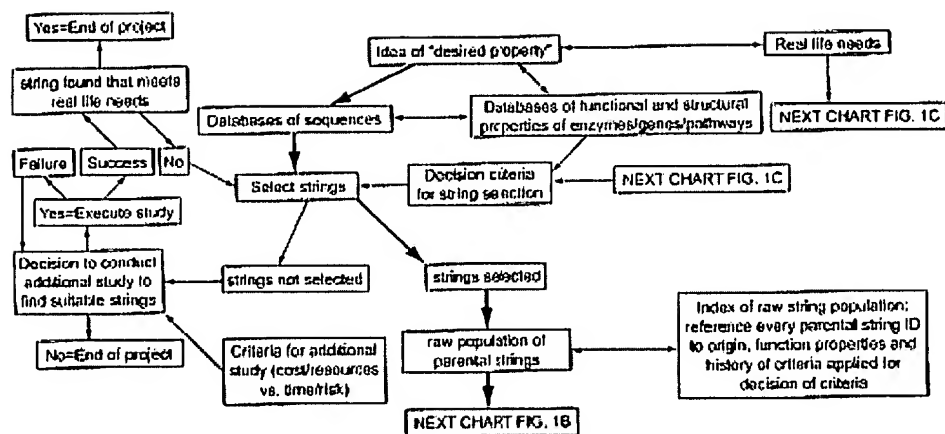 Yes=End of project
Idea of "desired property"
Real life needs
string found that meets
real life needs
Databases of sequences
Databases of functional and structural
properties of enzymes/genes/pathways
NEXT CHART FIG. 1C
Failure
Success
No
Select strings
Decision criteria
for string selection
NEXT CHART FIG. 1C
Yes=Execute study
Decision to conduct
additional study to
find suitable strings
strings not selected
strings selected
No=End of project
Criteria for additional
study (cost/resources
vs. time/risk)
raw population of
parental strings
Index of raw string population:
reference every parental string ID
to origin, function properties and
history of criteria applied for
decision of criteria
NEXT CHART FIG. 1B